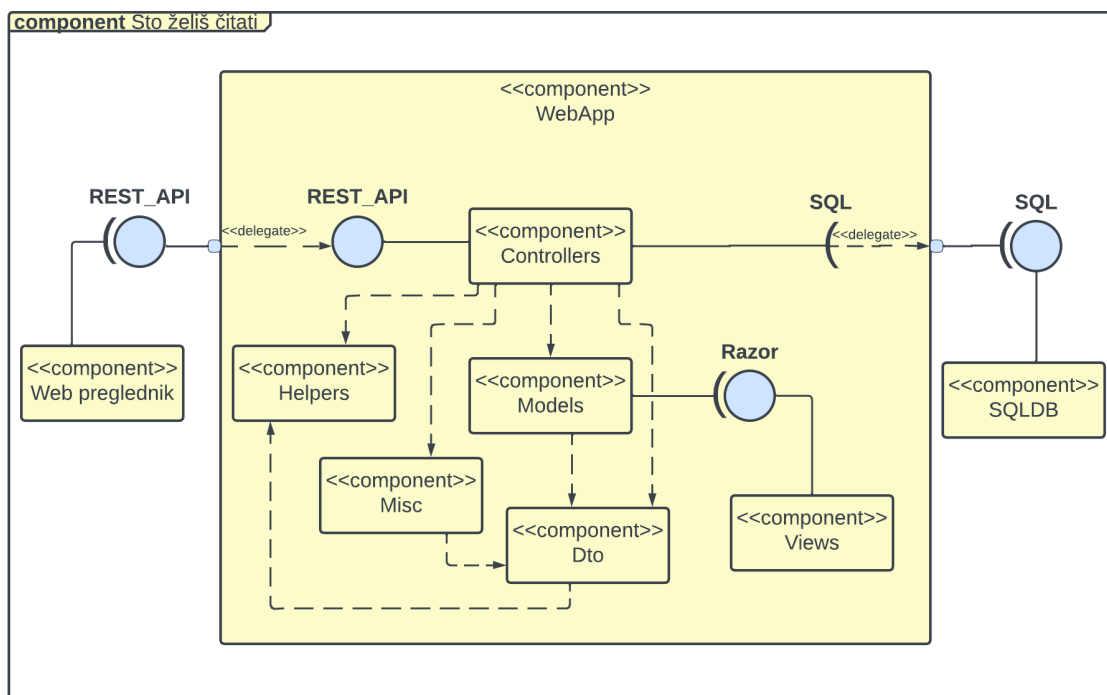 component Sto želiš čitati
<<component>>
WebApp
REST_API
REST_API
SQL
SQL
<<delegate>>
<<delegate>>
<<component>>
Controllers
<<component>>
Web preglednik
<<component>>
Helpers
<<component>>
Models
Razor
<<component>>
SQLDB
<<component>>
Misc
<<component>>
Dto
<<component>>
Views